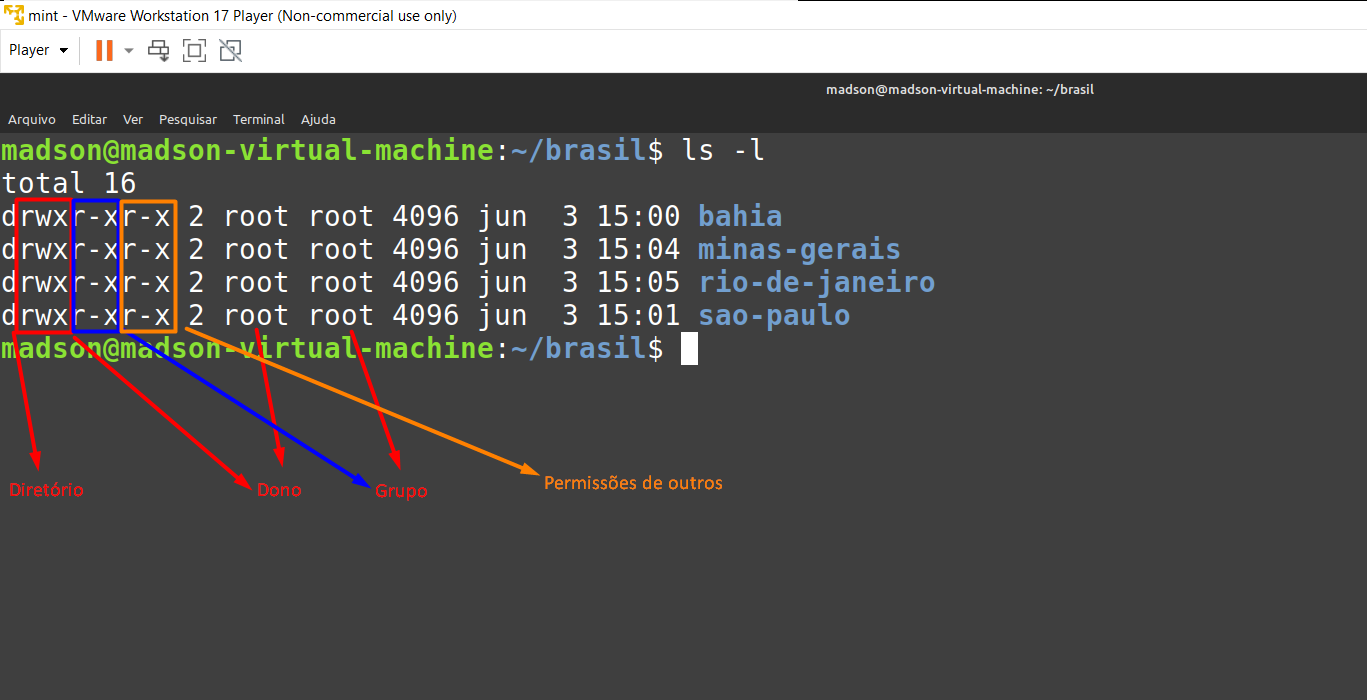 mint - VMware Workstation 17 Player (Non-commercial use only)
Player
madson@madson-virtual-machine: ~/brasil
Arquivo Editar Ver Pesquisar Terminal Ajuda
madson@madson-virtual-machine:~/brasil$ ls -l
total 16
drwxr-xr-x 2 root root 4096 jun  3 15:00 bahia
drwxr-xr-x 2 root root 4096 jun  3 15:04 minas-gerais
drwxr-xr-x 2 root root 4096 jun  3 15:05 rio-de-janeiro
drwxr-xr-x 2 root root 4096 jun  3 15:01 sao-paulo
madson@madson-virtual-machine:~/brasil$
Diretório Dono Grupo Permissões de outros